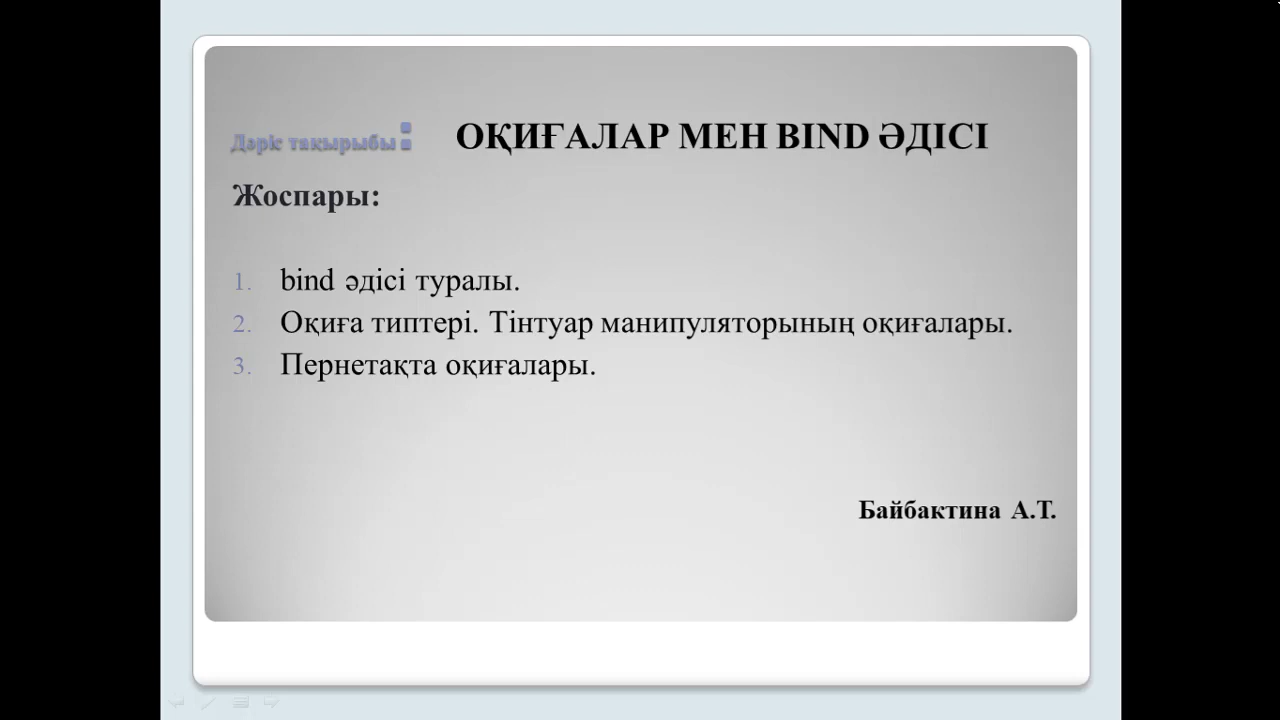 Дәріс тақырыбы: ОҚИҒАЛАР МЕН BIND ӘДІСІ
Жоспары:
1. bind әдісі туралы.
2. Оқиға типтері. Тінтуар манипуляторының оқиғалары.
3. Пернетақта оқиғалары.
Байбактина А.Т.